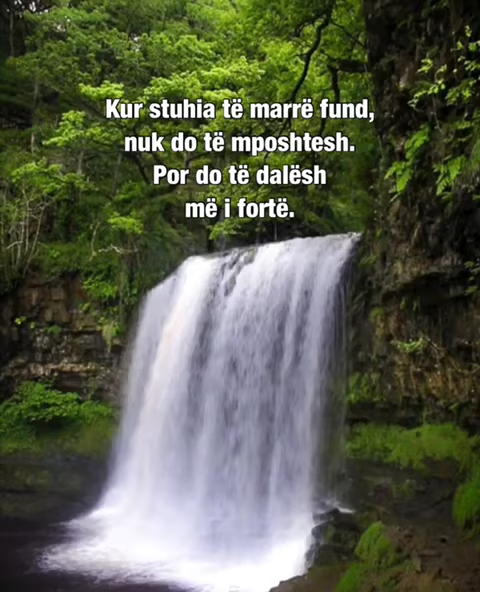 Kur stuhia të marrë fund,
nuk do të mposhtesh.
Por do të dalësh
më i fortë.